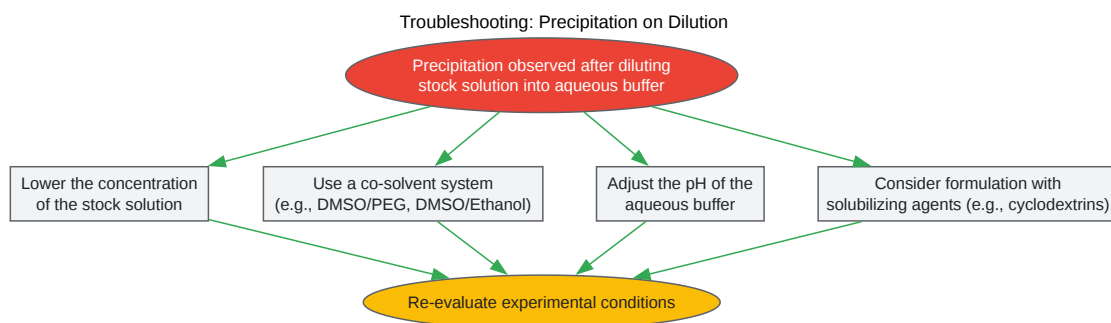 Troubleshooting: Precipitation on Dilution
Precipitation observed after diluting
stock solution into aqueous buffer
Lower the concentration
of the stock solution
Use a co-solvent system
(e.g., DMSO/PEG, DMSO/Ethanol)
Adjust the pH of the
aqueous buffer
Consider formulation with
solubilizing agents (e.g., cyclodextrins)
Re-evaluate experimental conditions